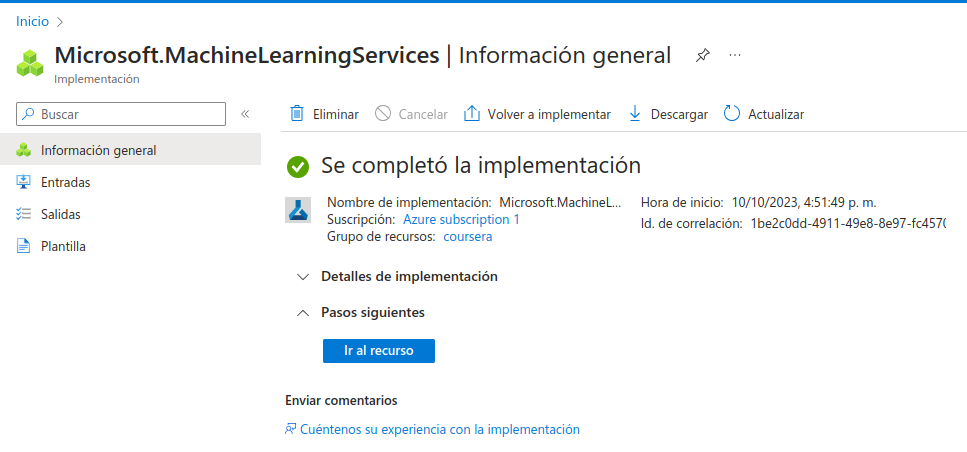 Inicio
Microsoft.MachineLearningServices | Información general
Implementación
Buscar
Información general
Entradas
Salidas
Plantilla
Eliminar Cancelar Volver a implementar Descargar Actualizar
Se completó la implementación
Nombre de implementación: Microsoft.MachineL...
Suscripción: Azure subscription 1
Grupo de recursos: coursera
Hora de inicio: 10/10/2023, 4:51:49 p. m.
Id. de correlación: 1be2c0dd-4911-49e8-8e97-fc4570
Detalles de implementación
Pasos siguientes
Ir al recurso
Enviar comentarios
Cuéntenos su experiencia con la implementación